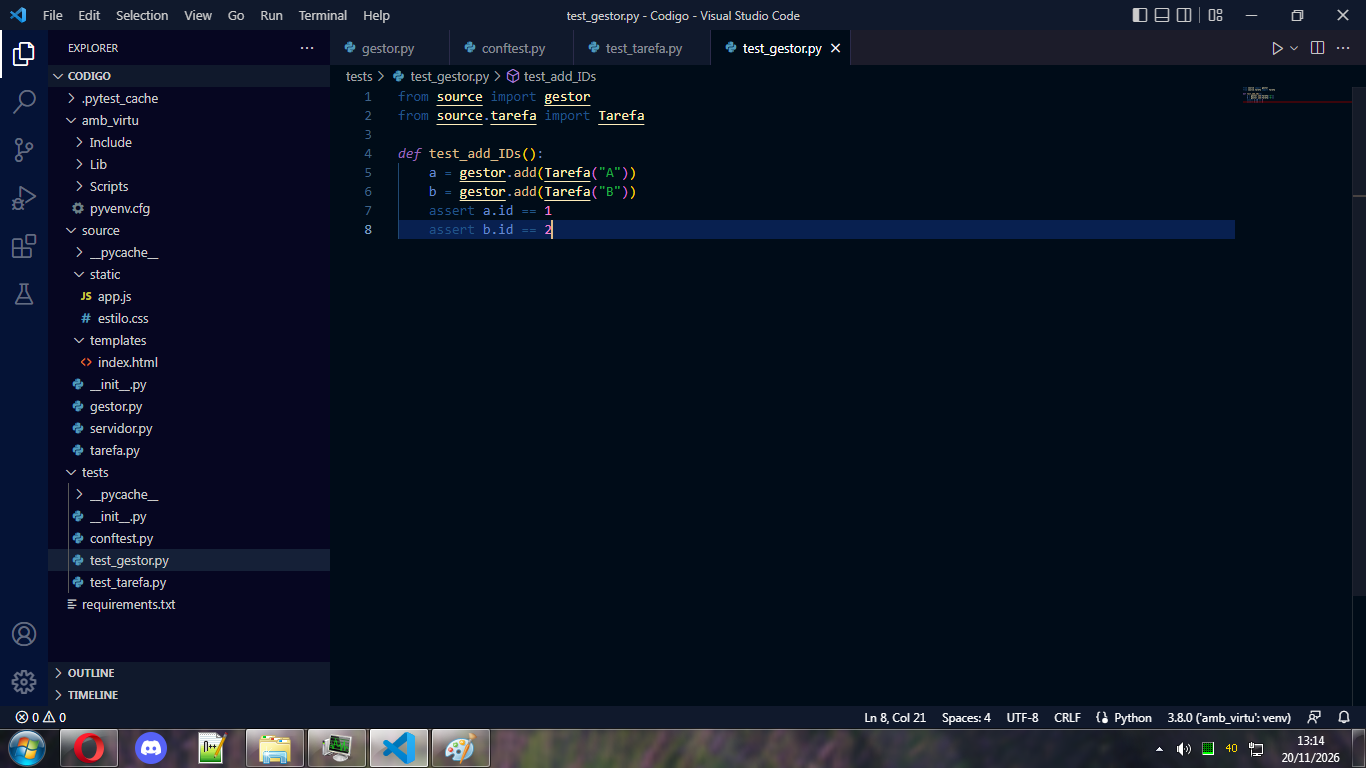 File Edit Selection View Go Run Terminal Help
test_gestor.py - Codigo - Visual Studio Code
EXPLORER
CODIGO
.pytest_cache
amb_virtu
Include
Lib
Scripts
pyvenv.cfg
source
__pycache__
static
JS app.js
# estilo.css
templates
<> index.html
__init__.py
gestor.py
servidor.py
tarefa.py
tests
__pycache__
__init__.py
conftest.py
test_gestor.py
test_tarefa.py
requirements.txt
OUTLINE
TIMELINE
gestor.py conftest.py test_tarefa.py test_gestor.py
tests > test_gestor.py > test_add_IDs
1 from source import gestor
2 from source.tarefa import Tarefa
3
4 def test_add_IDs():
5     a = gestor.add(Tarefa("A"))
6     b = gestor.add(Tarefa("B"))
7     assert a.id == 1
8     assert b.id == 2
0 0
Ln 8, Col 21 Spaces: 4 UTF-8 CRLF Python 3.8.0 ('amb_virtu': venv)
40
13:14
20/11/2026